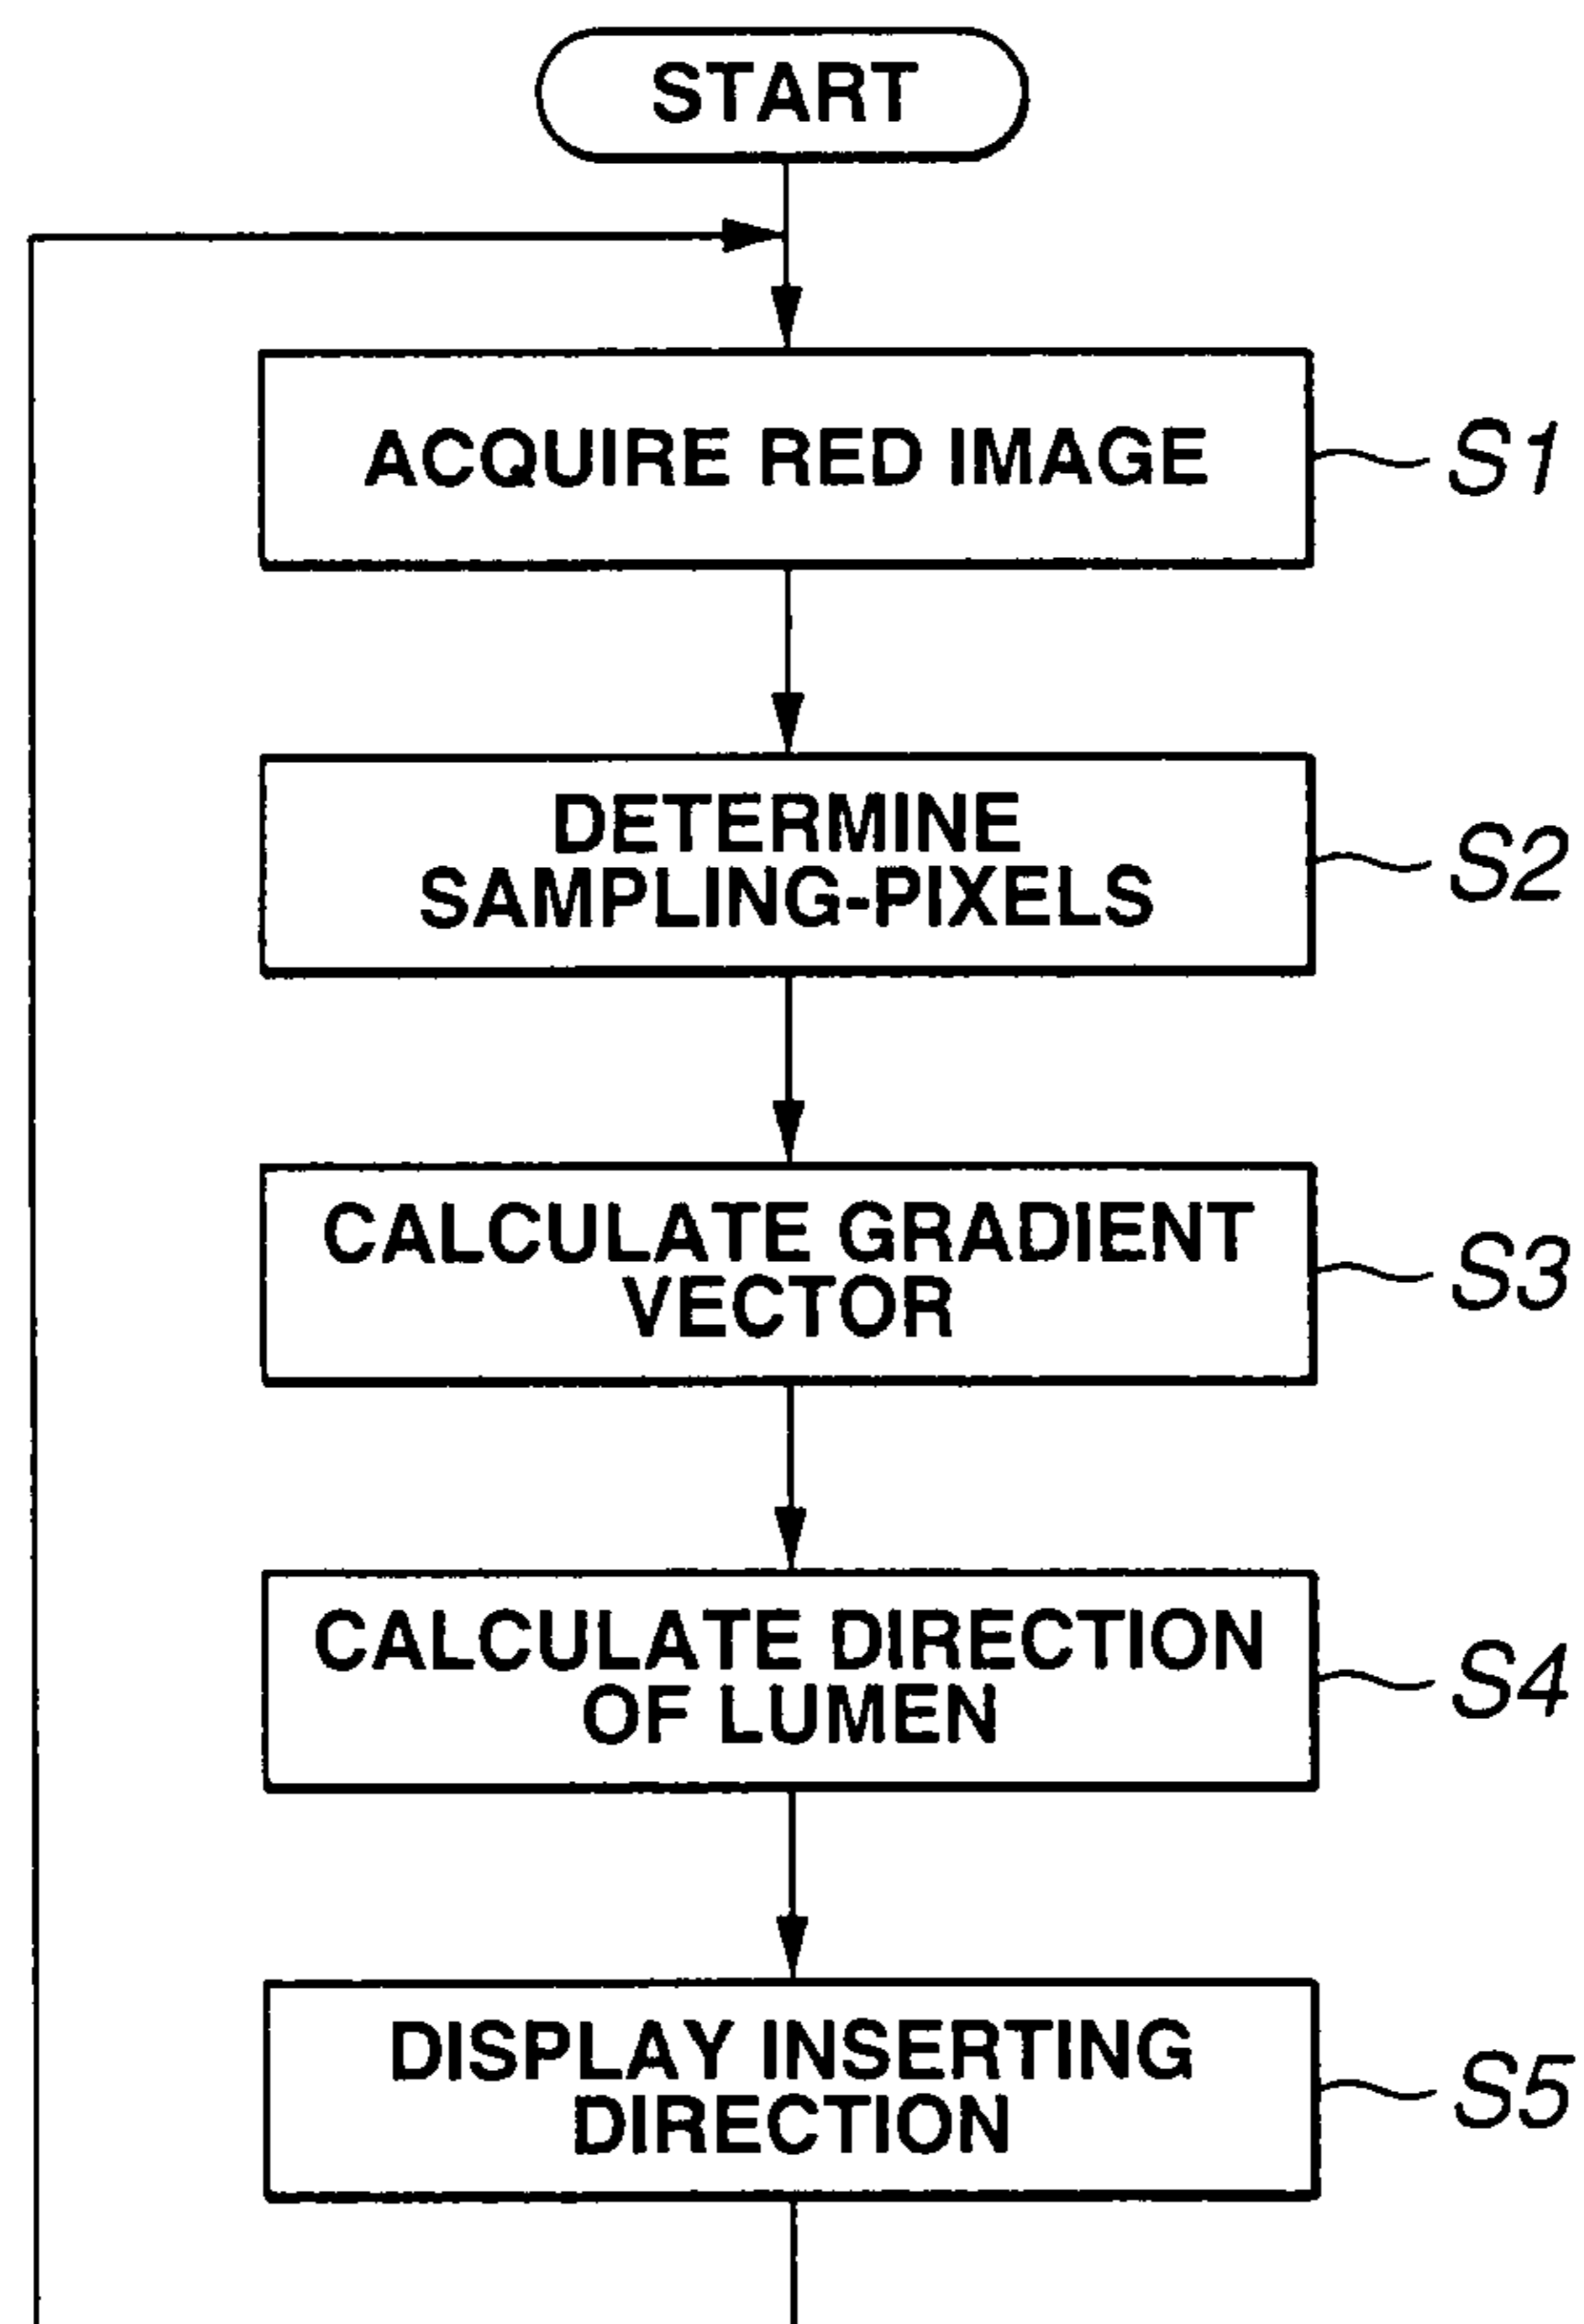 START
ACQUIRE RED IMAGE
S1
DETERMINE
SAMPLING-PIXELS
S2
CALCULATE GRADIENT
VECTOR
S3
CALCULATE DIRECTION
OF LUMEN
S4
DISPLAY INSERTING
DIRECTION
S5